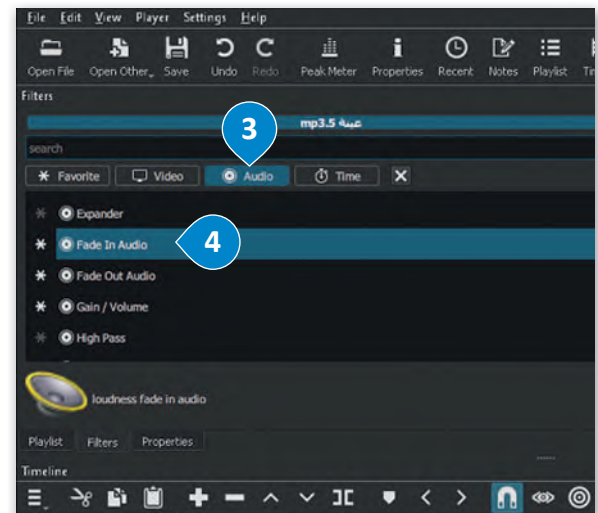 File Edit View Player Settings Help
Open File Open Other Save Undo Redo Peak Meter Properties Recent Notes Playlist
Filters
عينة 5.mp3
3
search
Favorite Video Audio Time
Expander
Fade In Audio
4
Fade Out Audio
Gain / Volume
High Pass
loudness fade in audio
Playlist Filters Properties
Timeline